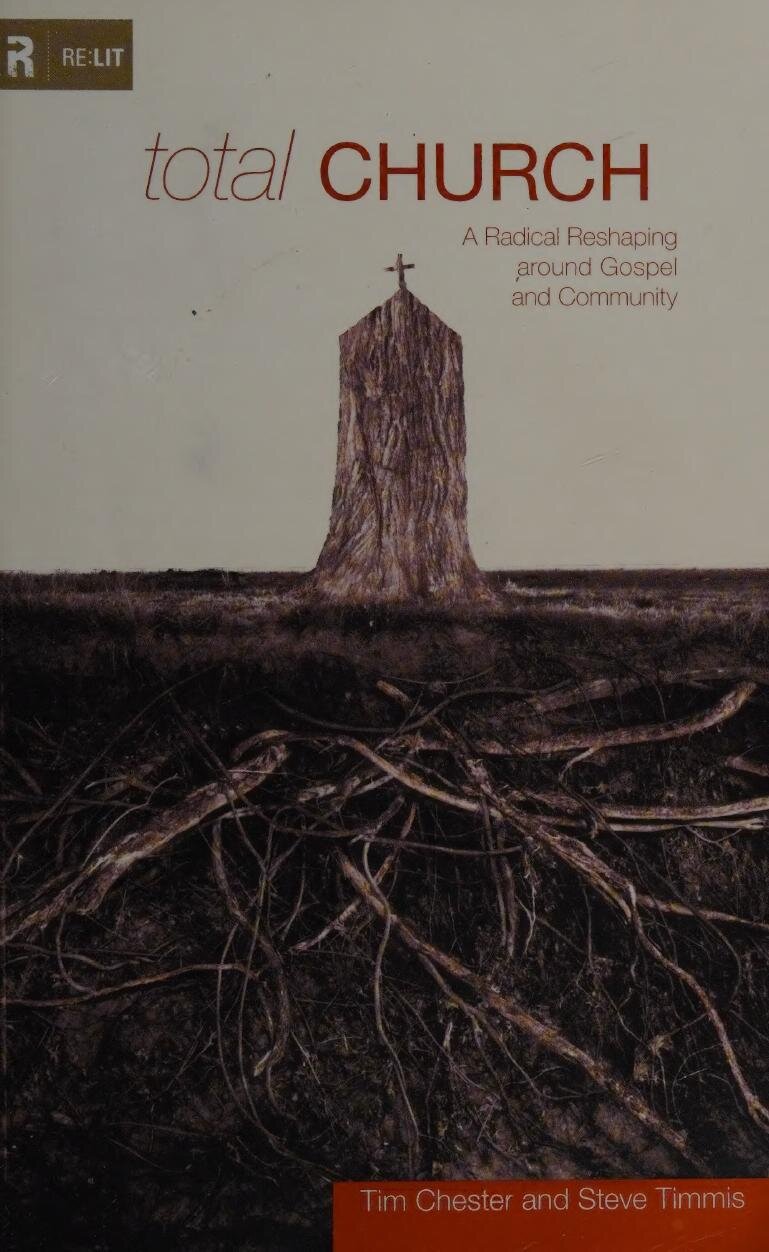 RE:LIT
total CHURCH
A Radical Reshaping
around Gospel
and Community
Tim Chester and Steve Timmis